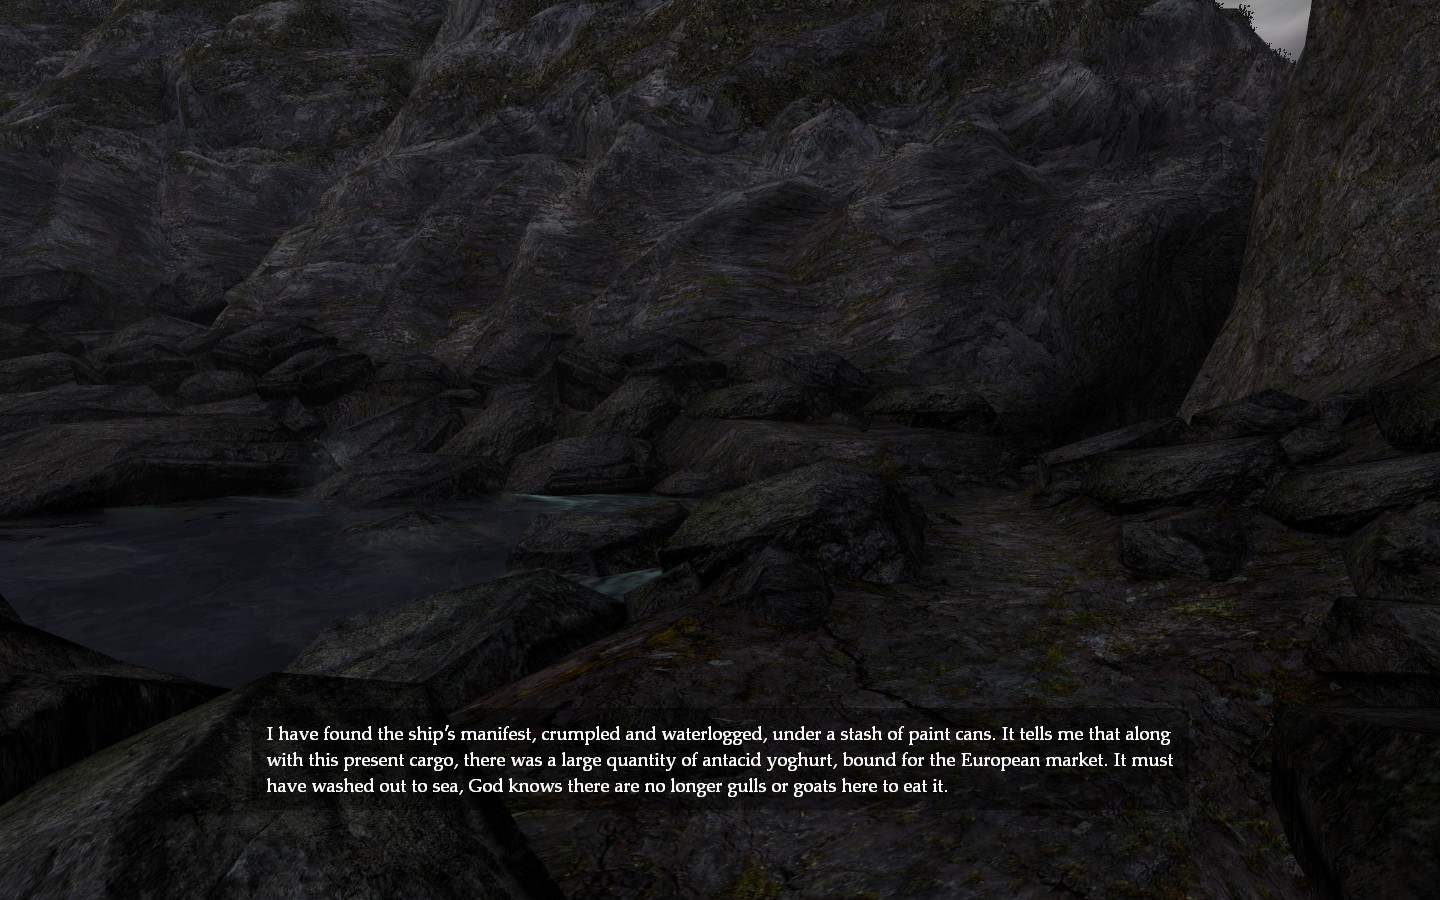 I have found the ship's manifest, crumpled and waterlogged, under a stash of paint cans. It tells me that along
with this present cargo, there was a large quantity of antacid yoghurt, bound for the European market. It must
have washed out to sea, God knows there are no longer gulls or goats here to eat it.